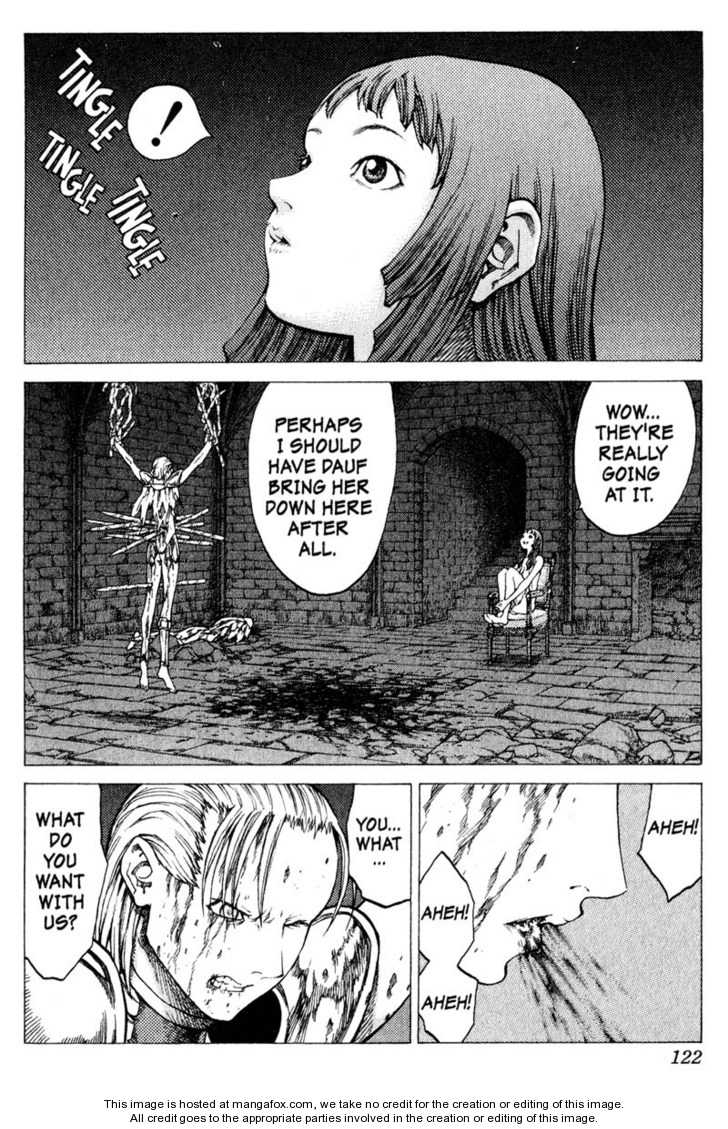 TINGLE
TINGLE
TINGLE
!
WOW...
THEY'RE
REALLY
GOING
AT IT.
PERHAPS
I SHOULD
HAVE DAUF
BRING HER
DOWN HERE
AFTER
ALL.
AHEH!
AHEH!
AHEH!
YOU...
WHAT
...
WHAT
DO
YOU
WANT
WITH
US?
122
This image is hosted at mangafox.com, we take no credit for the creation or editing of this image.
All credit goes to the appropriate parties involved in the creation or editing of this image.